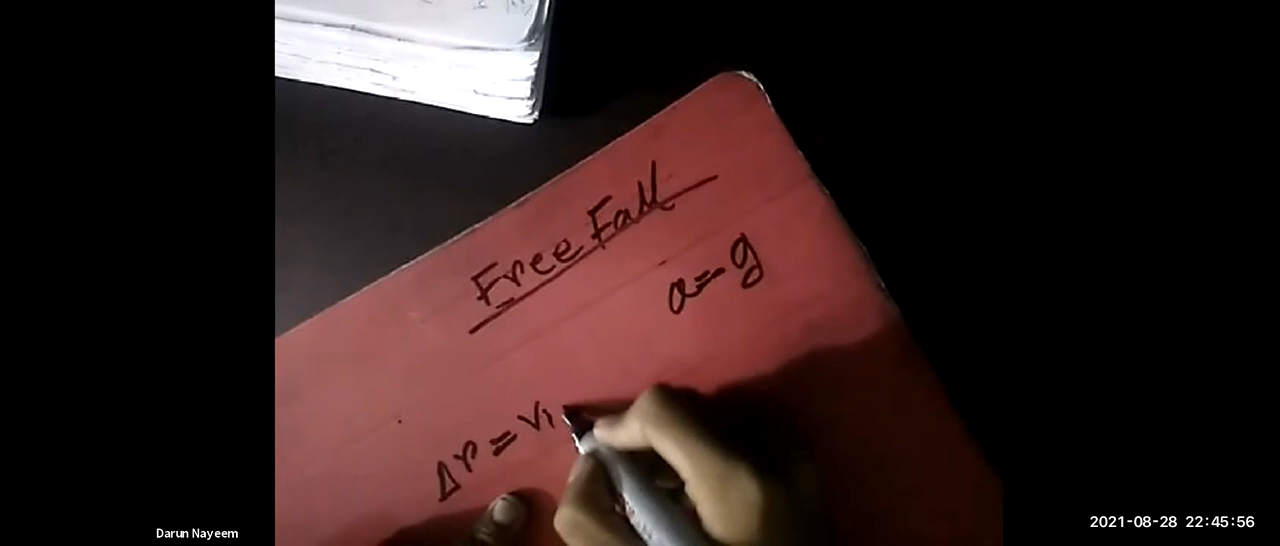 Free Fall
a = g
Δr = vi
Darun Nayeem
2021-08-28 22:45:56